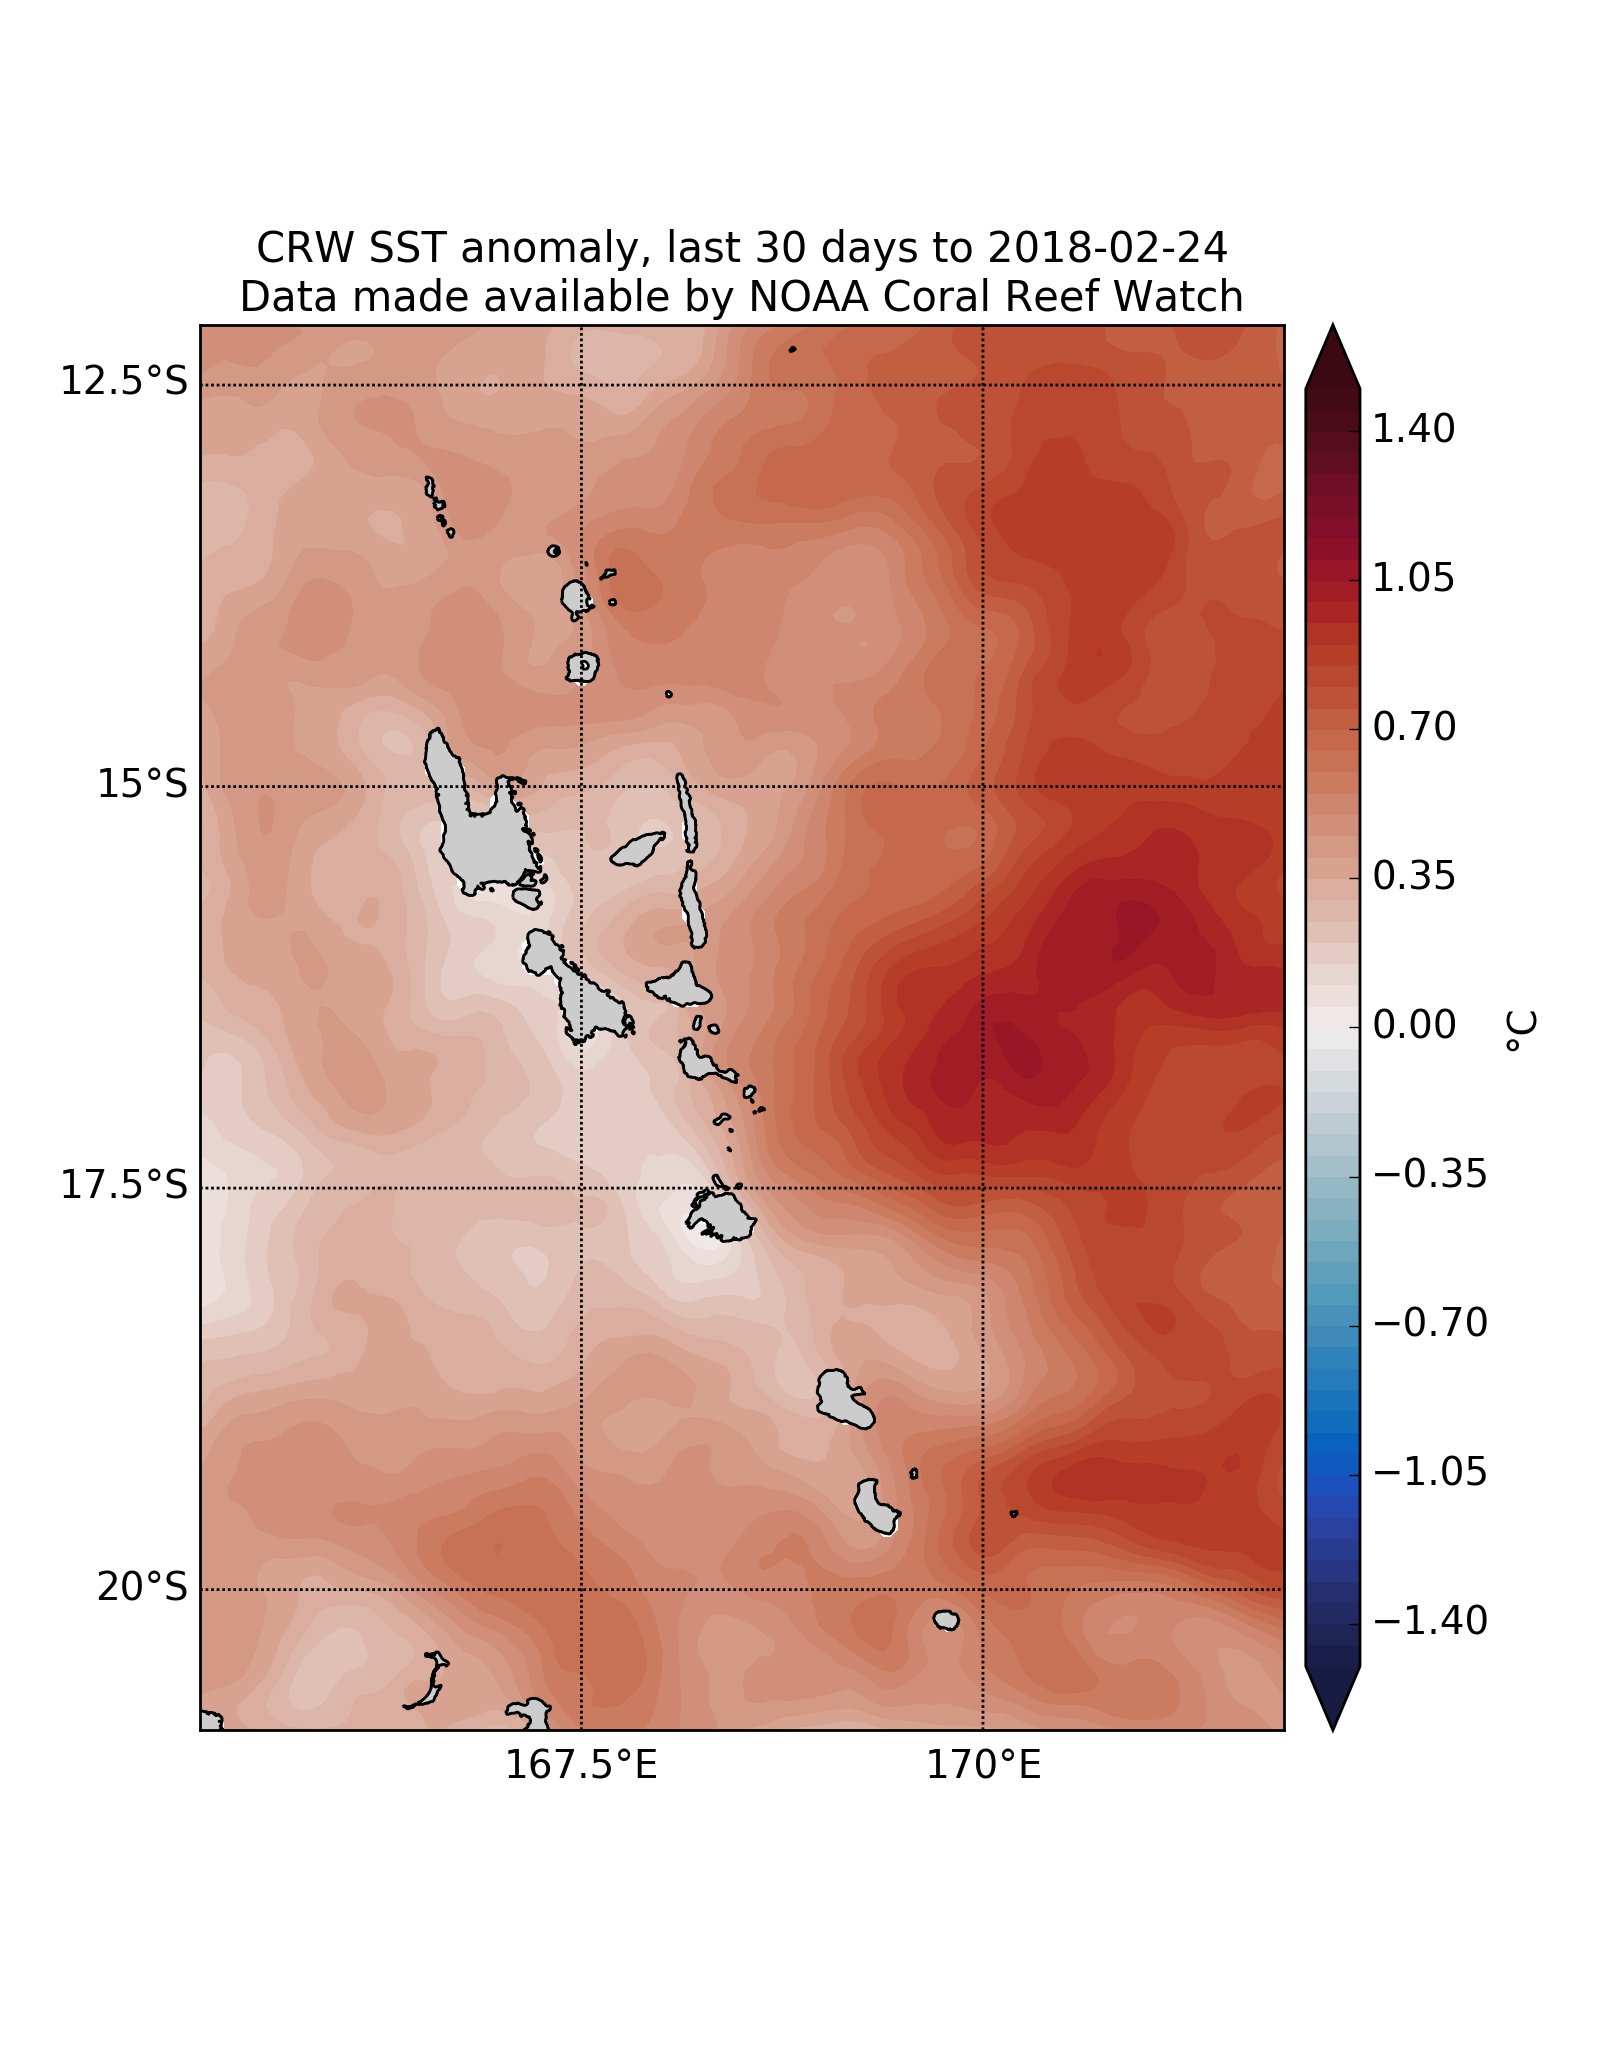 CRW SST anomaly, last 30 days to 2018-02-24
Data made available by NOAA Coral Reef Watch
12.5°S
15°S
17.5°S
20°S
167.5°E
170°E
1.40
1.05
0.70
0.35
0.00
−0.35
−0.70
−1.05
−1.40
°C